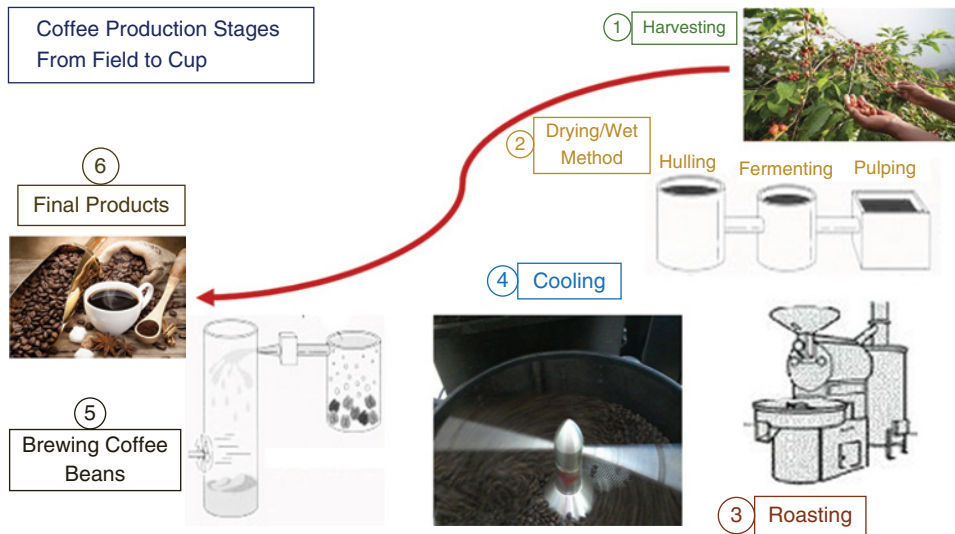 Coffee Production Stages
From Field to Cup
1 Harvesting
2 Drying/Wet
Method
Hulling
Fermenting
Pulping
6
Final Products
4 Cooling
5
Brewing Coffee
Beans
3 Roasting